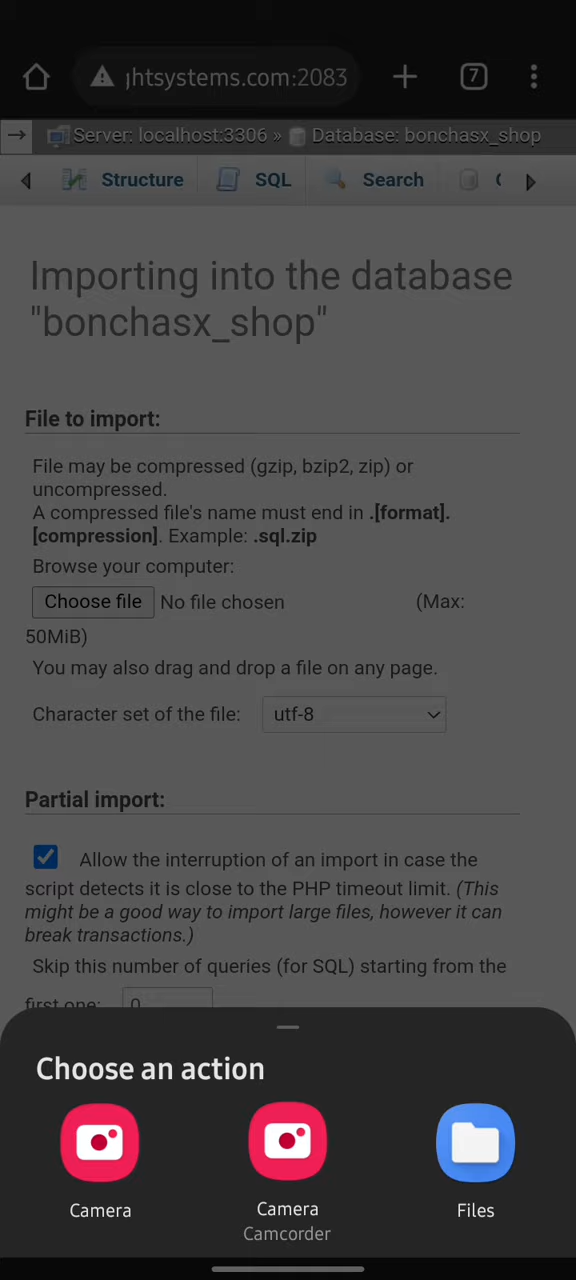 ghtsystems.com:2083
7
Server: localhost:3306 » Database: bonchasx_shop
Structure SQL Search
Importing into the database
"bonchasx_shop"
File to import:
File may be compressed (gzip, bzip2, zip) or
uncompressed.
A compressed file's name must end in .[format].
[compression]. Example: .sql.zip
Browse your computer:
Choose file No file chosen (Max:
50MiB)
You may also drag and drop a file on any page.
Character set of the file: utf-8
Partial import:
Allow the interruption of an import in case the
script detects it is close to the PHP timeout limit. (This
might be a good way to import large files, however it can
break transactions.)
Skip this number of queries (for SQL) starting from the
first one: 0
Choose an action
Camera Camera Files
Camcorder